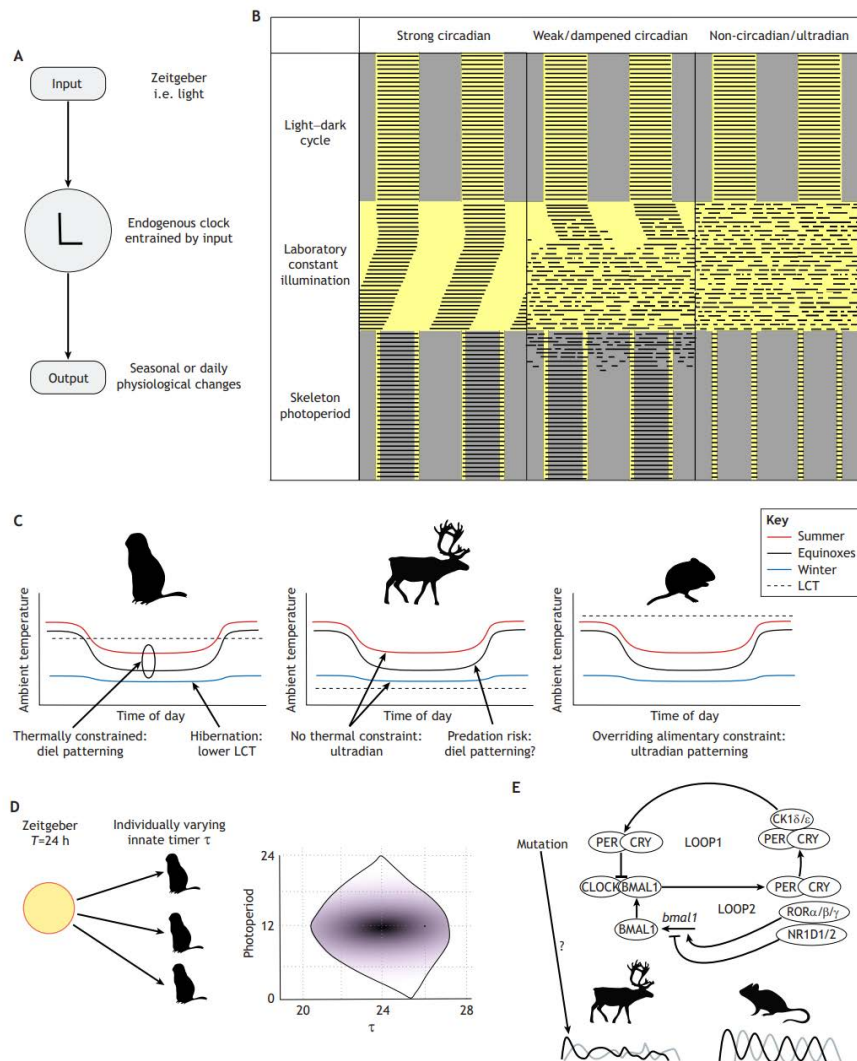 A
Input
Zeitgeber
i.e. light
Endogenous clock
entrained by input
Output
Seasonal or daily
physiological changes
B
Strong circadian
Weak/dampened circadian
Non-circadian/ultradian
Light–dark
cycle
Laboratory
constant
illumination
Skeleton
photoperiod
C
Key
Summer
Equinoxes
Winter
LCT
Ambient temperature
Time of day
Thermally constrained:
diel patterning
Hibernation:
lower LCT
Ambient temperature
Time of day
No thermal constraint:
ultradian
Predation risk:
diel patterning?
Ambient temperature
Time of day
Overriding alimentary constraint:
ultradian patterning
D
Zeitgeber
T=24 h
Individually varying
innate timer τ
Photoperiod
24
12
0
20
24
28
τ
E
Mutation
?
PER
CRY
LOOP1
CK1δ/ε
PER
CRY
CLOCK
BMAL1
PER
CRY
LOOP2
BMAL1
bmal1
RORα/β/γ
NR1D1/2